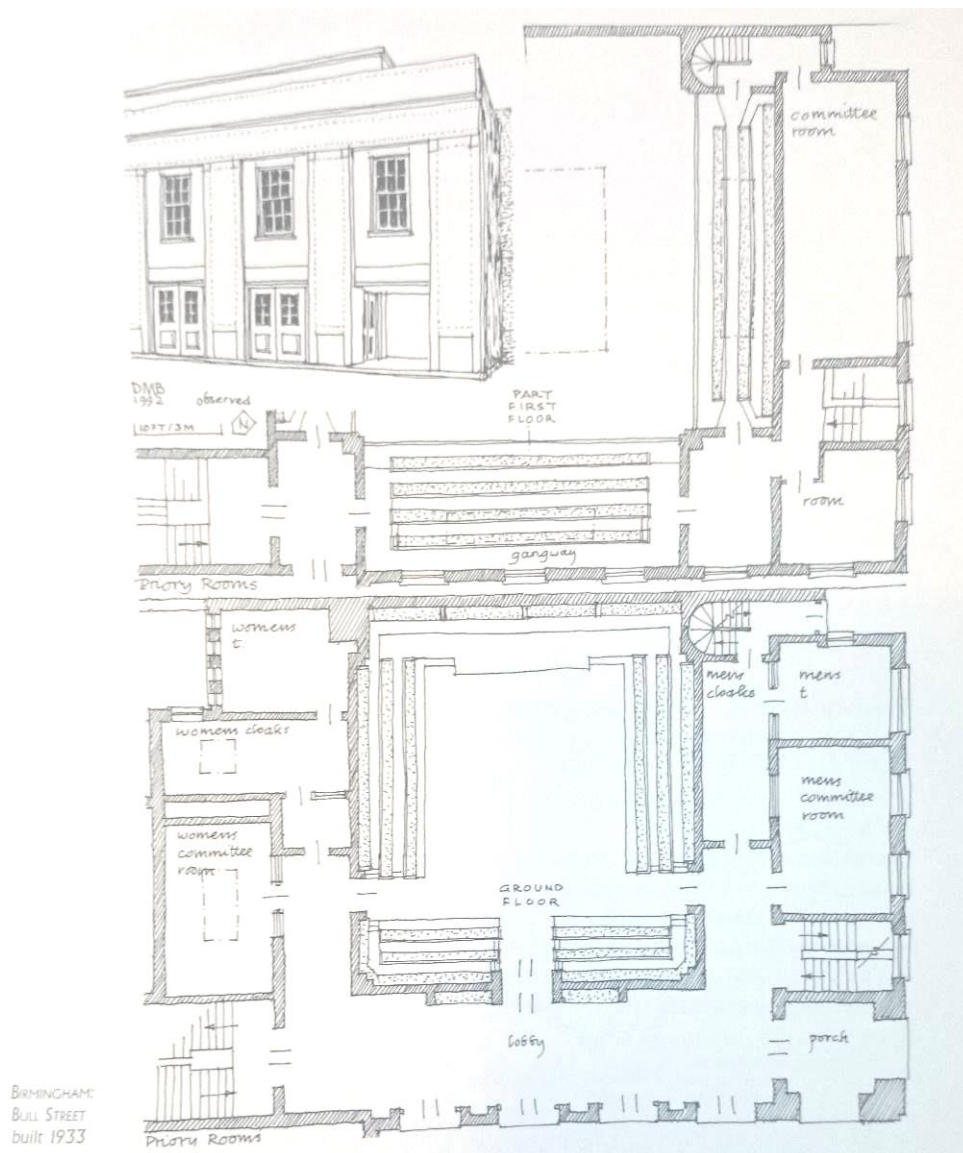 committee
room
DMB
1992 observed
10FT/3M
N
PART
FIRST
FLOOR
room
gangway
Priory Rooms
womens
t.
mens
cloaks
mens
t
womens cloaks
mens
committee
room
womens
committee
room
GROUND
FLOOR
lobby
porch
BIRMINGHAM:
BULL STREET
built 1933
Priory Rooms